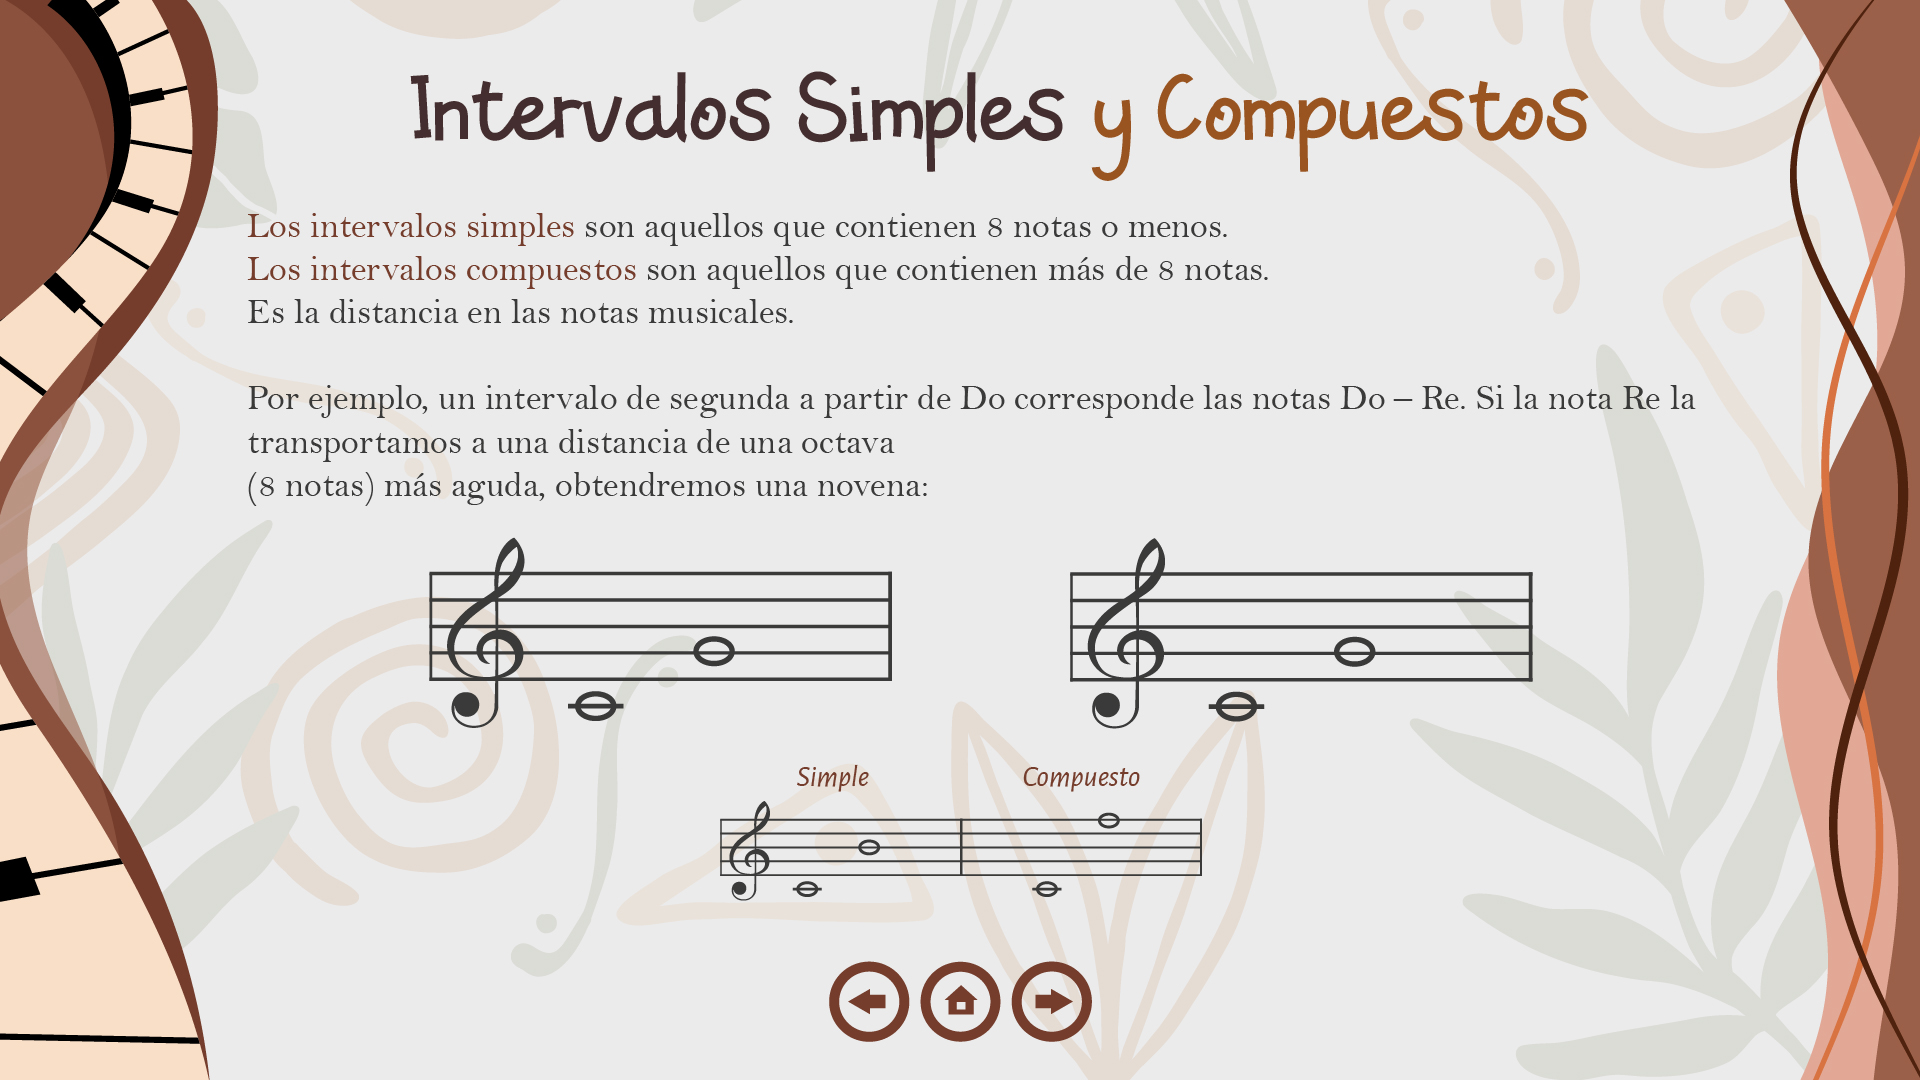 Intervalos Simples y Compuestos
Los intervalos simples son aquellos que contienen 8 notas o menos.
Los intervalos compuestos son aquellos que contienen más de 8 notas.
Es la distancia en las notas musicales.
Por ejemplo, un intervalo de segunda a partir de Do corresponde las notas Do – Re. Si la nota Re la
transportamos a una distancia de una octava
(8 notas) más aguda, obtendremos una novena:
Simple
Compuesto